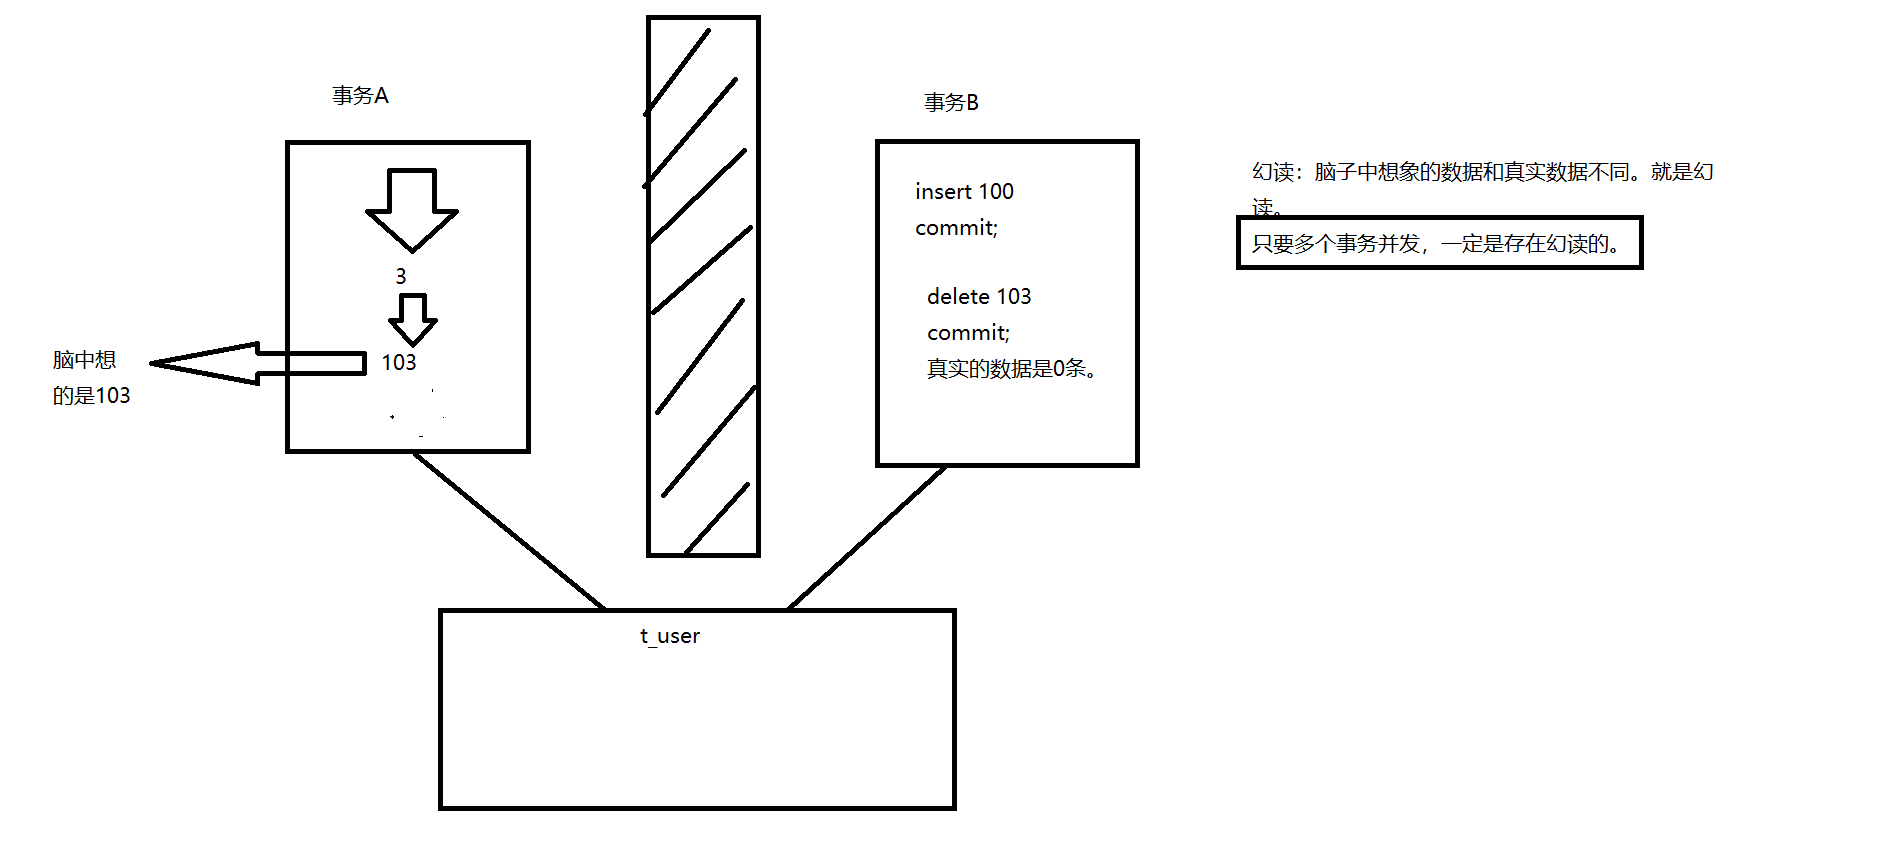 事务A
3
103
脑中想
的是103
事务B
insert 100
commit;
delete 103
commit;
真实的数据是0条。
幻读：脑子中想象的数据和真实数据不同。就是幻
读。
只要多个事务并发，一定是存在幻读的。
t_user